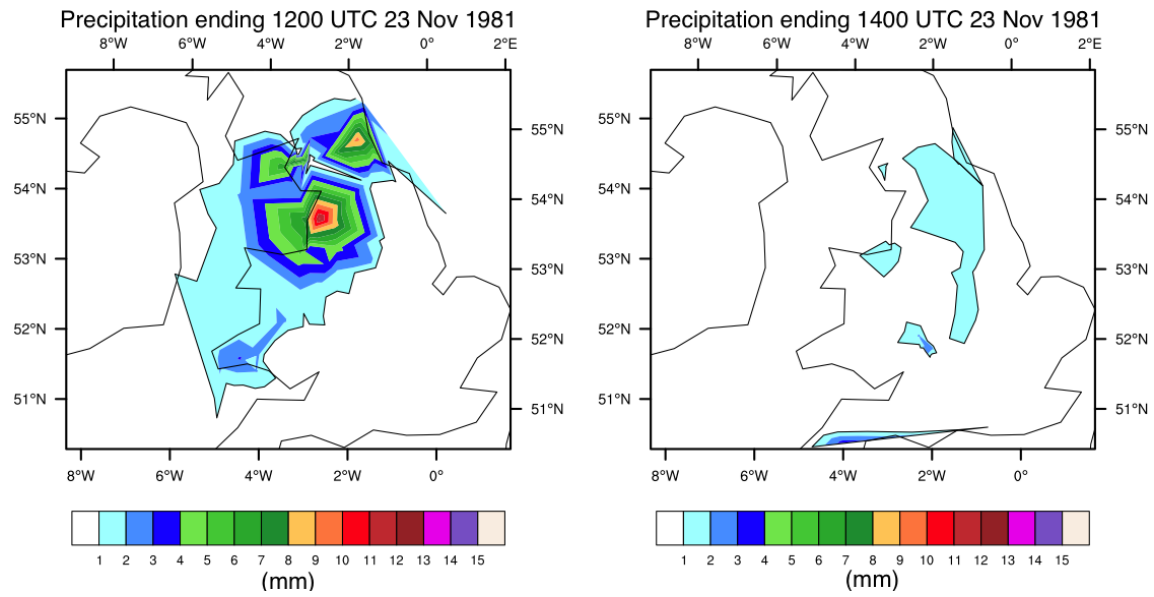 Precipitation ending 1200 UTC 23 Nov 1981
8°W 6°W 4°W 2°W 0° 2°E
55°N 55°N
54°N 54°N
53°N 53°N
52°N 52°N
51°N 51°N
8°W 6°W 4°W 2°W 0°
1 2 3 4 5 6 7 8 9 10 11 12 13 14 15
(mm)
Precipitation ending 1400 UTC 23 Nov 1981
8°W 6°W 4°W 2°W 0° 2°E
55°N 55°N
54°N 54°N
53°N 53°N
52°N 52°N
51°N 51°N
8°W 6°W 4°W 2°W 0°
1 2 3 4 5 6 7 8 9 10 11 12 13 14 15
(mm)